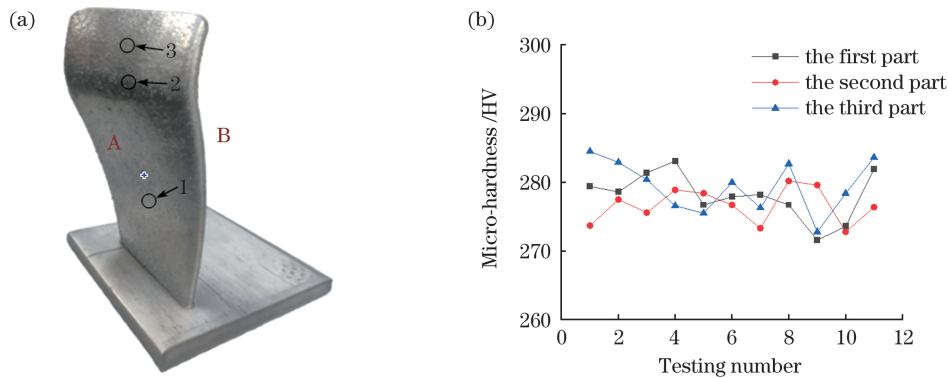 (a)
3
2
A
B
1
(b)
Micro-hardness /HV
300
290
280
270
260
0
2
4
6
8
10
12
Testing number
the first part
the second part
the third part